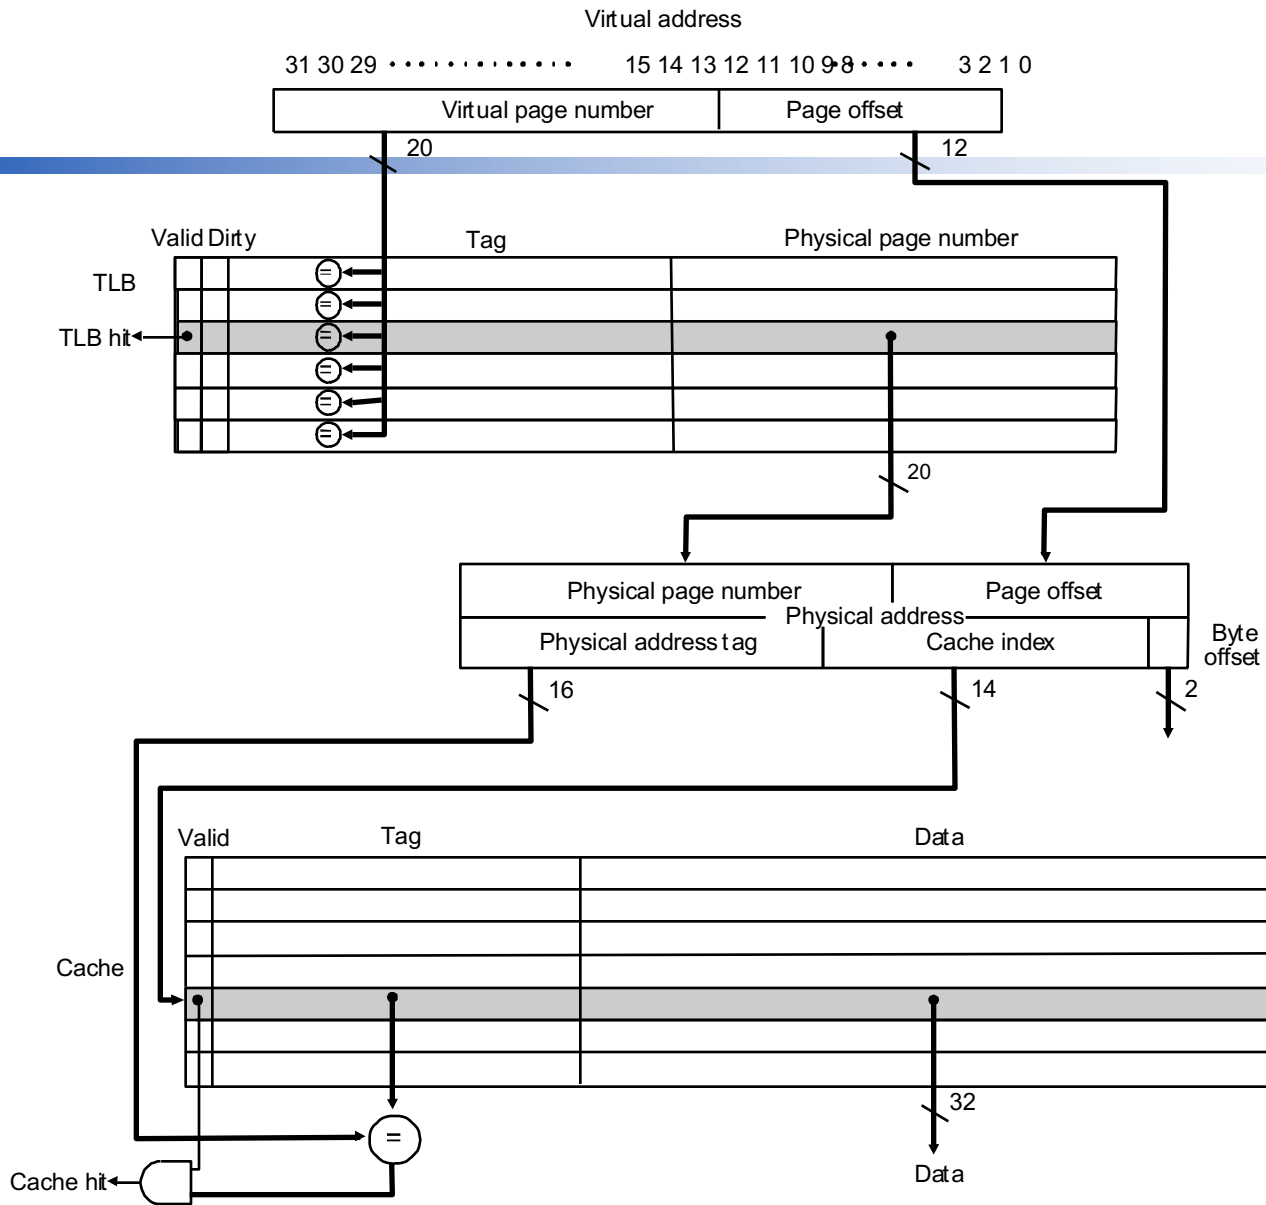 Virtual address
31 30 29 15 14 13 12 11 10 9 8 3 2 1 0
Virtual page number Page offset
20 12
Valid Dirty Tag Physical page number
TLB
=
=
TLB hit =
=
=
=
20
Physical page number Page offset
Physical address
Physical address tag Cache index Byte
offset
16 14 2
Valid Tag Data
Cache
32
=
Cache hit Data